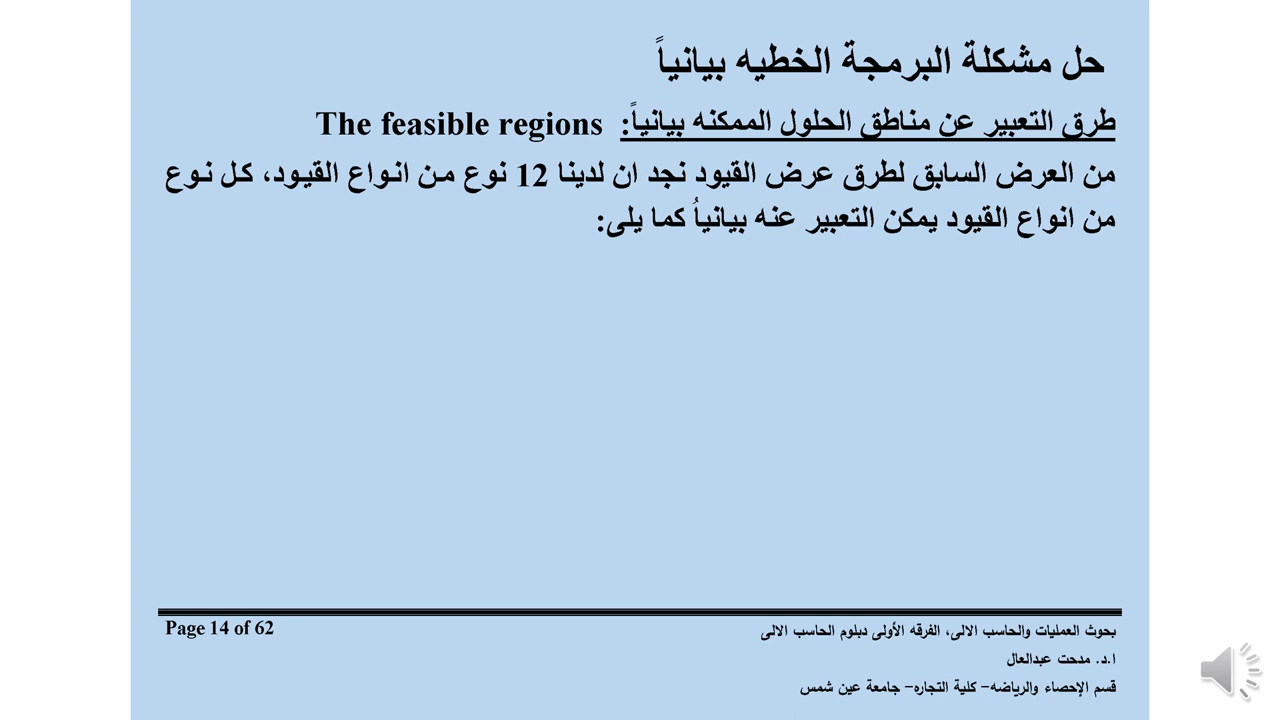 حل مشكلة البرمجة الخطيه بيانياً
طرق التعبير عن مناطق الحلول الممكنه بيانياً: The feasible regions
من العرض السابق لطرق عرض القيود نجد ان لدينا 12 نوع من انواع القيود، كل نوع
من انواع القيود يمكن التعبير عنه بيانياُ كما يلى:
بحوث العمليات والحاسب الالى، الفرقه الأولى دبلوم الحاسب الالى Page 14 of 62
ا.د. مدحت عبدالعال
قسم الإحصاء والرياضه– كلية التجاره– جامعة عين شمس